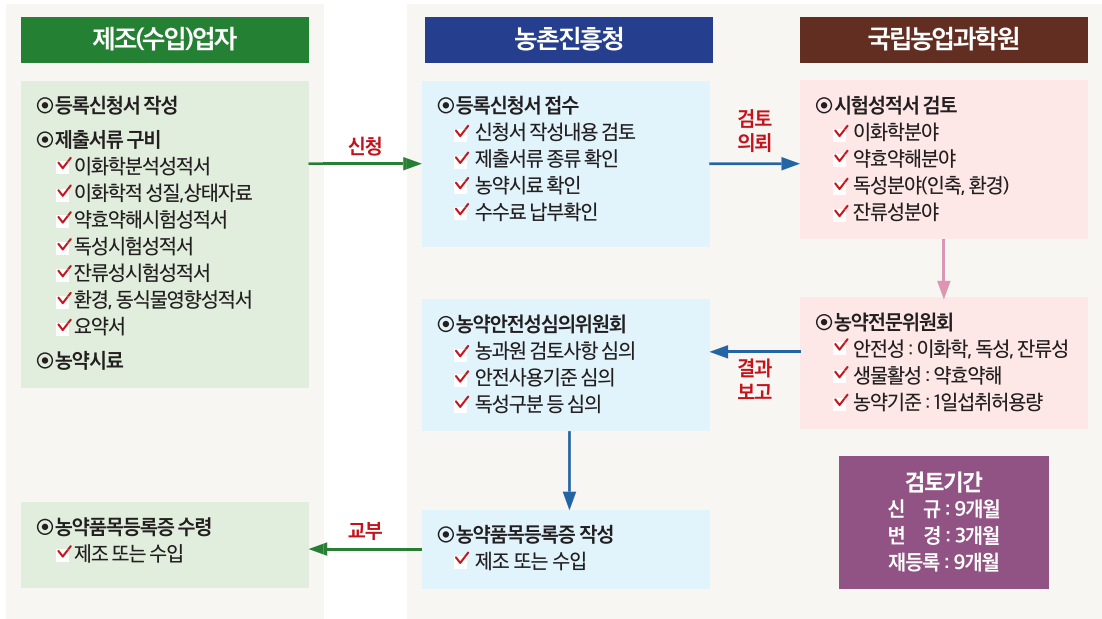 제조(수입)업자
◉등록신청서 작성
◉제출서류 구비
✓이화학분석성적서
✓이화학적 성질,상태자료
✓약효약해시험성적서
✓독성시험성적서
✓잔류성시험성적서
✓환경, 동식물영향성적서
✓요약서
◉농약시료
신청
농촌진흥청
◉등록신청서 접수
✓신청서 작성내용 검토
✓제출서류 종류 확인
✓농약시료 확인
✓수수료 납부확인
검토
의뢰
국립농업과학원
◉시험성적서 검토
✓이화학분야
✓약효약해분야
✓독성분야(인축, 환경)
✓잔류성분야
◉농약전문위원회
✓안전성 : 이화학, 독성, 잔류성
✓생물활성 : 약효약해
✓농약기준 : 1일섭취허용량
결과
보고
◉농약안전성심의위원회
✓농과원 검토사항 심의
✓안전사용기준 심의
✓독성구분 등 심의
◉농약품목등록증 작성
✓제조 또는 수입
교부
◉농약품목등록증 수령
✓제조 또는 수입
검토기간
신 규 : 9개월
변 경 : 3개월
재등록 : 9개월